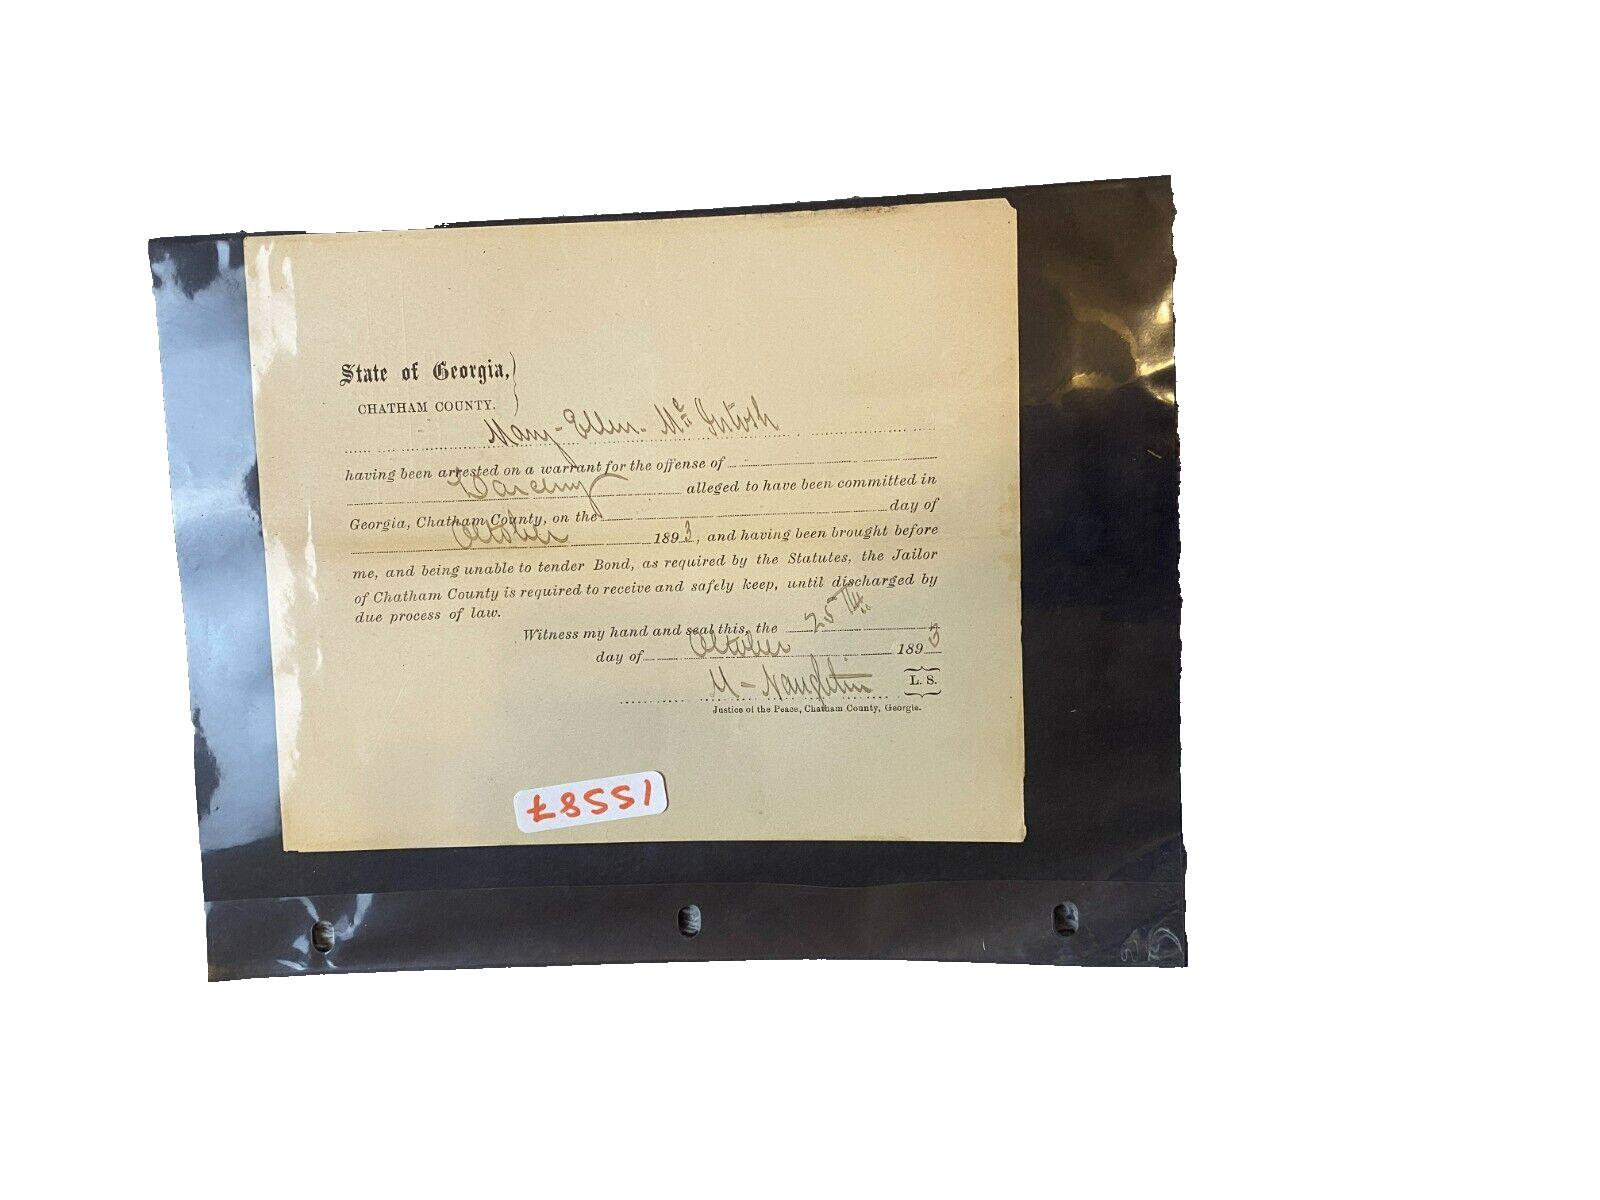 State of Georgia,
CHATHAM COUNTY.
Mary-Ellen Mc Intosh
having been arrested on a warrant for the offense of
alleged to have been committed in
Georgia, Chatham County, on the day of
October 1893, and having been brought before
me, and being unable to tender Bond, as required by the Statutes, the Jailor
of Chatham County is required to receive and safely keep, until discharged by
due process of law.
Witness my hand and seal this, the 25th
day of October 1893
M-Naughtin L. S.
Justice of the Peace, Chatham County, Georgia.
15587